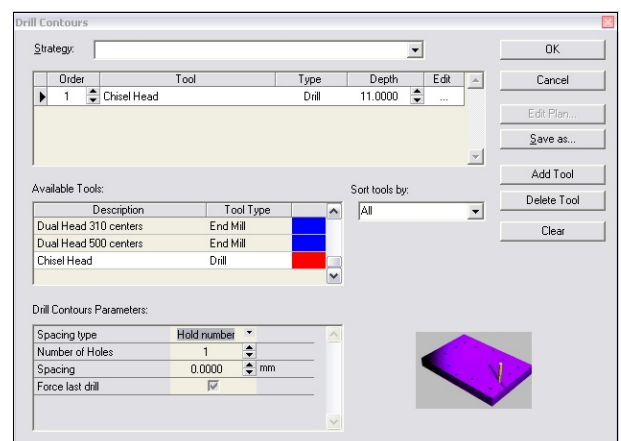 Drill Contours
Strategy:
OK
Order Tool Type Depth Edit
1 Chisel Head Drill 11.0000 ...
Cancel
Edit Plan...
Save as...
Add Tool
Delete Tool
Clear
Available Tools:
Sort tools by:
All
Description Tool Type
Dual Head 310 centers End Mill
Dual Head 500 centers End Mill
Chisel Head Drill
Drill Contours Parameters:
Spacing type Hold number
Number of Holes 1
Spacing 0.0000 mm
Force last drill